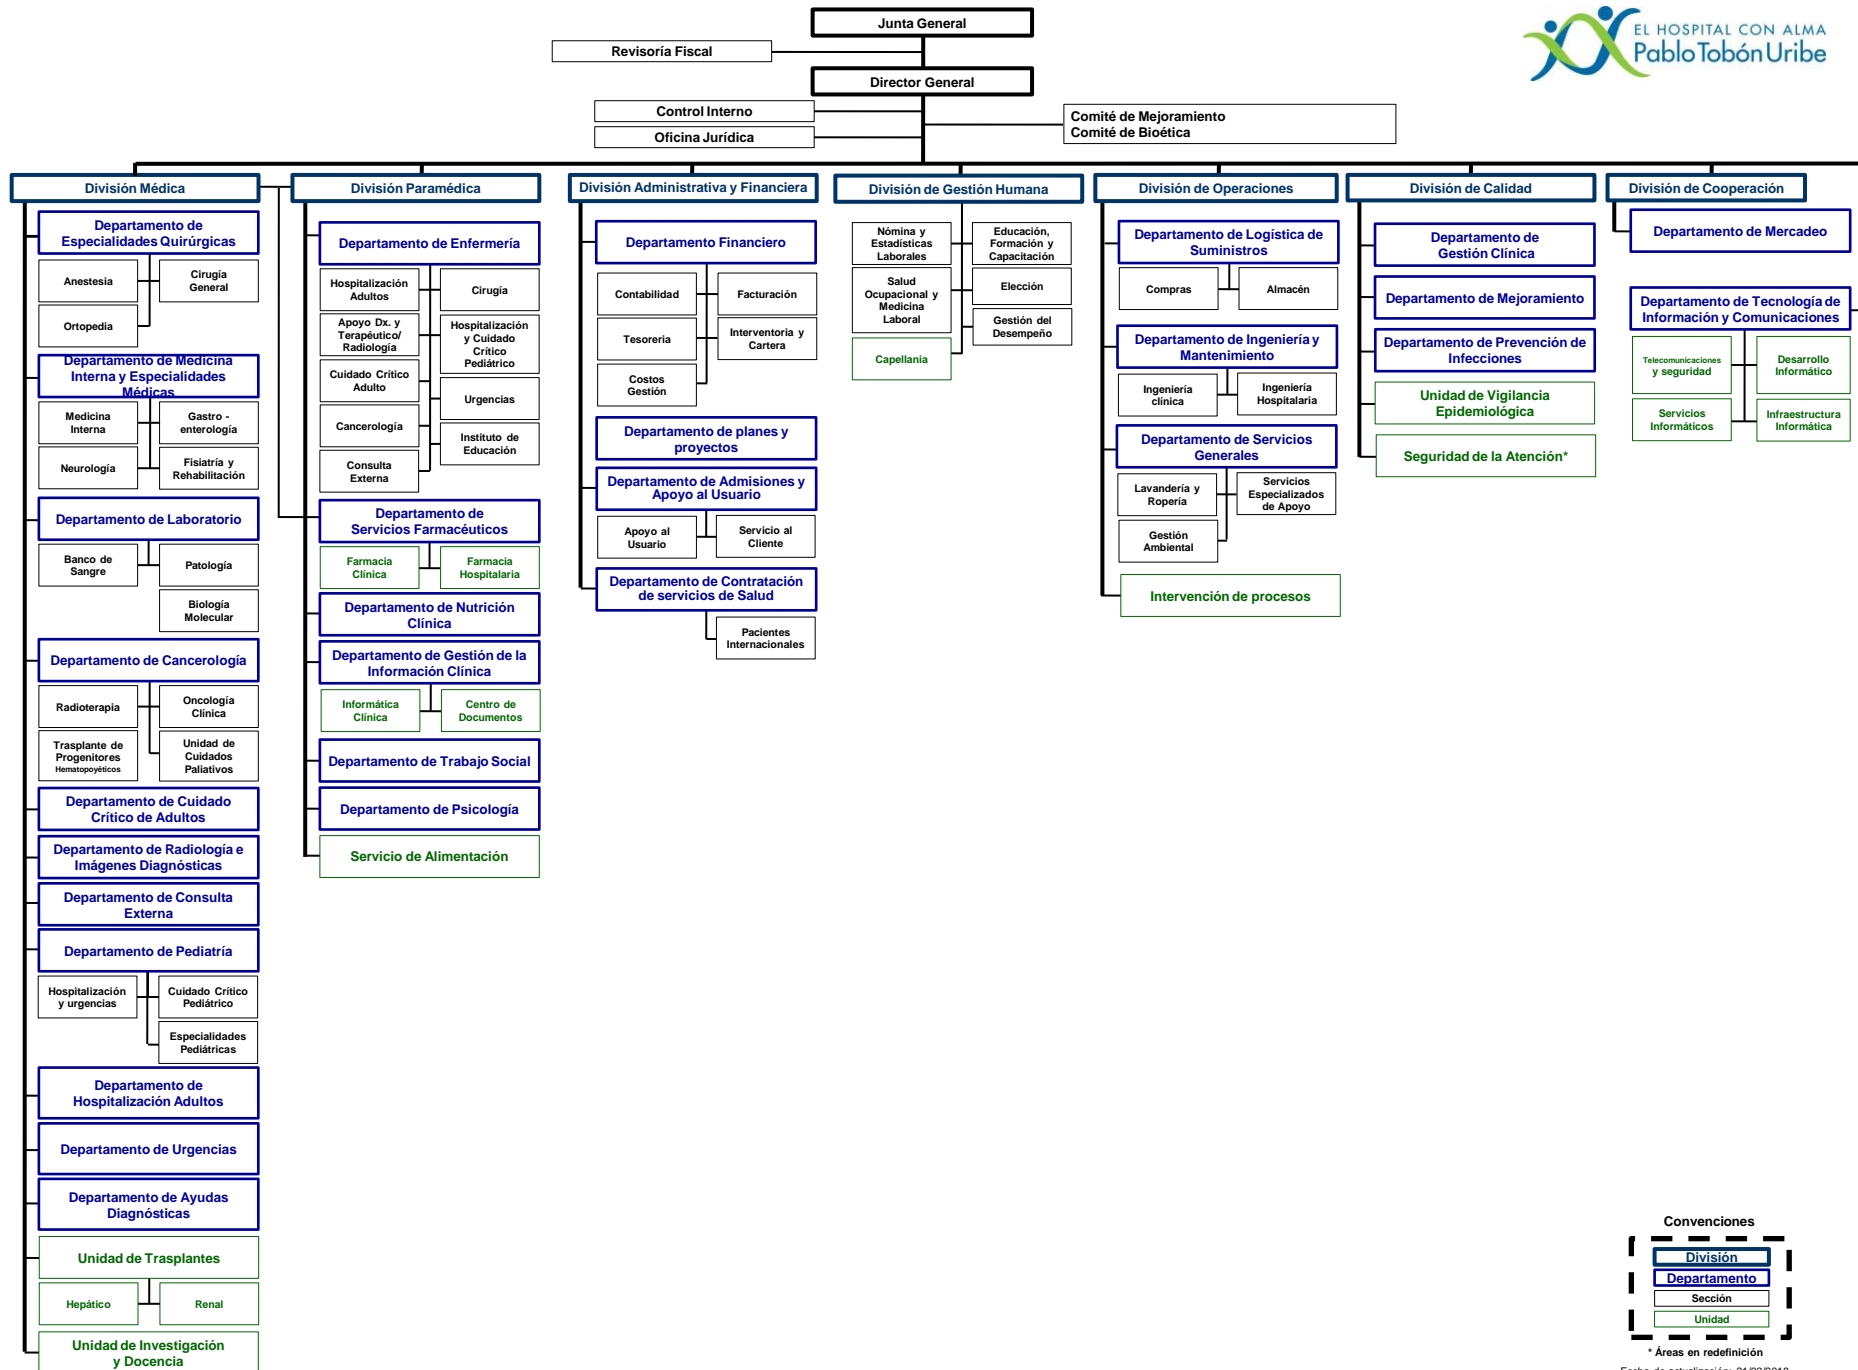 Junta General
EL HOSPITAL CON ALMA
Pablo Tobón Uribe
Revisoría Fiscal
Director General
Control Interno
Oficina Jurídica
Comité de Mejoramiento
Comité de Bioética
División Médica
División Paramédica
División Administrativa y Financiera
División de Gestión Humana
División de Operaciones
División de Calidad
División de Cooperación
Departamento de
Especialidades Quirúrgicas
Anestesia
Cirugía
General
Ortopedia
Departamento de Medicina
Interna y Especialidades
Médicas
Medicina
Interna
Gastro -
enterología
Neurología
Fisiatría y
Rehabilitación
Departamento de Laboratorio
Banco de
Sangre
Patología
Biología
Molecular
Departamento de Cancerología
Radioterapia
Oncología
Clínica
Trasplante de
Progenitores
Hematopoyéticos
Unidad de
Cuidados
Paliativos
Departamento de Cuidado
Crítico de Adultos
Departamento de Radiología e
Imágenes Diagnósticas
Departamento de Consulta
Externa
Departamento de Pediatría
Hospitalización
y urgencias
Cuidado Crítico
Pediátrico
Especialidades
Pediátricas
Departamento de
Hospitalización Adultos
Departamento de Urgencias
Departamento de Ayudas
Diagnósticas
Unidad de Trasplantes
Hepático
Renal
Unidad de Investigación
y Docencia
Departamento de Enfermería
Hospitalización
Adultos
Cirugía
Apoyo Dx. y
Terapéutico/
Radiología
Hospitalización
y Cuidado
Crítico
Pediátrico
Cuidado Crítico
Adulto
Urgencias
Cancerología
Instituto de
Educación
Consulta
Externa
Departamento de
Servicios Farmacéuticos
Farmacia
Clínica
Farmacia
Hospitalaria
Departamento de Nutrición
Clínica
Departamento de Gestión de la
Información Clínica
Informática
Clínica
Centro de
Documentos
Departamento de Trabajo Social
Departamento de Psicología
Servicio de Alimentación
Departamento Financiero
Contabilidad
Facturación
Tesoreria
Interventoria y
Cartera
Costos
Gestión
Departamento de planes y
proyectos
Departamento de Admisiones y
Apoyo al Usuario
Apoyo al
Usuario
Servicio al
Cliente
Departamento de Contratación
de servicios de Salud
Pacientes
Internacionales
Nómina y
Estadísticas
Laborales
Educación,
Formación y
Capacitación
Salud
Ocupacional y
Medicina
Laboral
Elección
Gestión del
Desempeño
Capellania
Departamento de Logística de
Suministros
Compras
Almacén
Departamento de Ingeniería y
Mantenimiento
Ingeniería
clínica
Ingeniería
Hospitalaria
Departamento de Servicios
Generales
Lavandería y
Ropería
Servicios
Especializados
de Apoyo
Gestión
Ambiental
Intervención de procesos
Departamento de
Gestión Clínica
Departamento de Mejoramiento
Departamento de Prevención de
Infecciones
Unidad de Vigilancia
Epidemiológica
Seguridad de la Atención*
Departamento de Mercadeo
Departamento de Tecnología de
Información y Comunicaciones
Telecomunicaciones
y seguridad
Desarrollo
Informático
Servicios
Informáticos
Infraestructura
Informática
Convenciones
División
Departamento
Sección
Unidad
* Áreas en redefinición